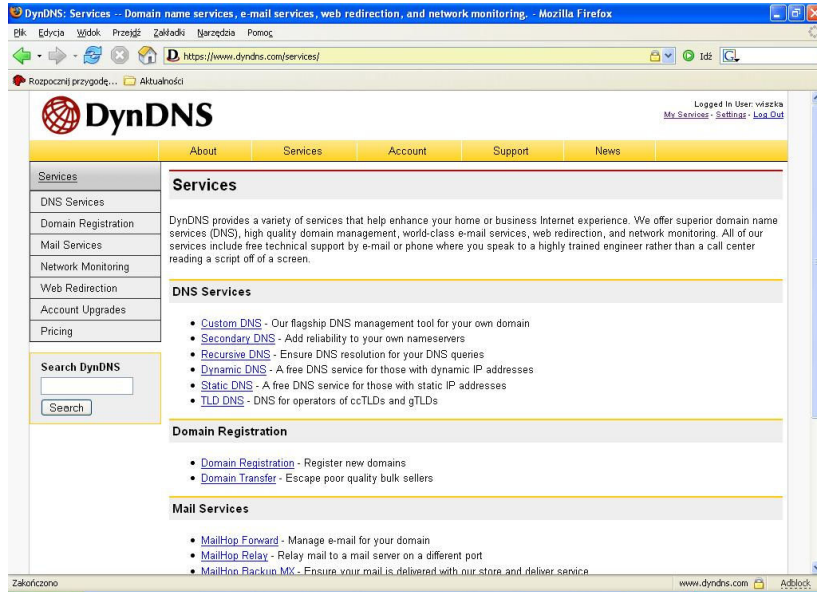 DynDNS: Services -- Domain name services, e-mail services, web redirection, and network monitoring. - Mozilla Firefox
Plik Edycja Widok Przejdź Zakładki Narzędzia Pomoc
https://www.dyndns.com/services/
Idź
Rozpocznij przygodę... Aktualności
DynDNS
Logged In User: wiszka
My Services - Settings - Log Out
About Services Account Support News
Services
DNS Services
Domain Registration
Mail Services
Network Monitoring
Web Redirection
Account Upgrades
Pricing
Search DynDNS
Search
Services
DynDNS provides a variety of services that help enhance your home or business Internet experience. We offer superior domain name
services (DNS), high quality domain management, world-class e-mail services, web redirection, and network monitoring. All of our
services include free technical support by e-mail or phone where you speak to a highly trained engineer rather than a call center
reading a script off of a screen.
DNS Services
• Custom DNS - Our flagship DNS management tool for your own domain
• Secondary DNS - Add reliability to your own nameservers
• Recursive DNS - Ensure DNS resolution for your DNS queries
• Dynamic DNS - A free DNS service for those with dynamic IP addresses
• Static DNS - A free DNS service for those with static IP addresses
• TLD DNS - DNS for operators of ccTLDs and gTLDs
Domain Registration
• Domain Registration - Register new domains
• Domain Transfer - Escape poor quality bulk sellers
Mail Services
• MailHop Forward - Manage e-mail for your domain
• MailHop Relay - Relay mail to a mail server on a different port
• MailHop Backup MX - Ensure your mail is delivered with our store and deliver service
Zakończono
www.dyndns.com Adblock